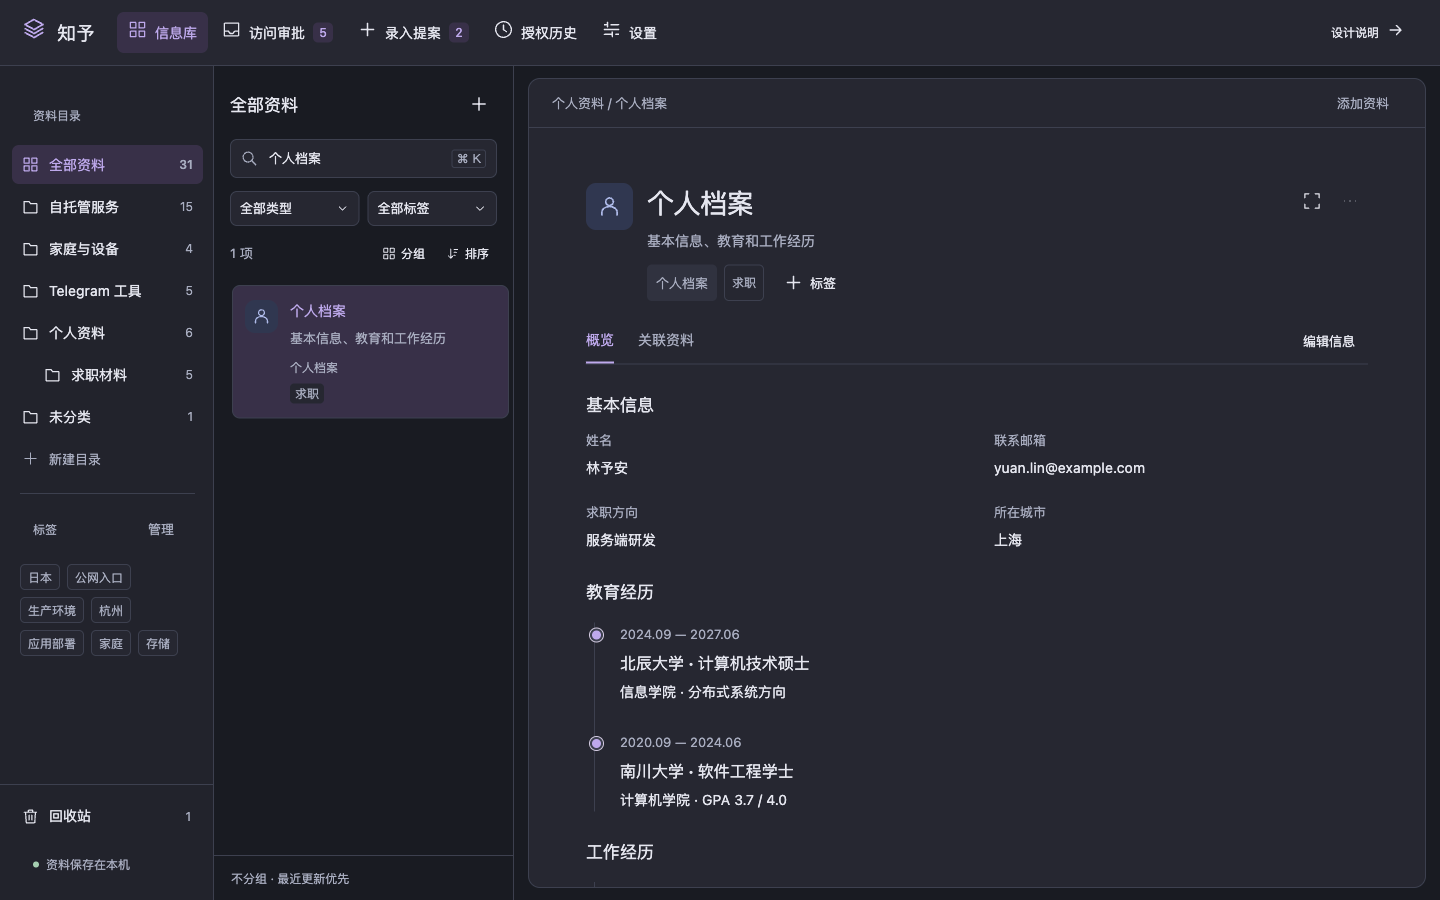 知予
信息库
访问审批 5
录入提案 2
授权历史
设置
设计说明
资料目录
全部资料 31
自托管服务 15
家庭与设备 4
Telegram 工具 5
个人资料 6
求职材料 5
未分类 1
新建目录
标签 管理
日本 公网入口
生产环境 杭州
应用部署 家庭 存储
回收站 1
资料保存在本机
全部资料
个人档案 ⌘ K
全部类型 全部标签
1 项 分组 排序
个人档案
基本信息、教育和工作经历
个人档案
求职
不分组 · 最近更新优先
个人资料 / 个人档案 添加资料
个人档案
基本信息、教育和工作经历
个人档案 求职 标签
概览 关联资料 编辑信息
基本信息
姓名 联系邮箱
林予安 yuan.lin@example.com
求职方向 所在城市
服务端研发 上海
教育经历
2024.09 — 2027.06
北辰大学 · 计算机技术硕士
信息学院 · 分布式系统方向
2020.09 — 2024.06
南川大学 · 软件工程学士
计算机学院 · GPA 3.7 / 4.0
工作经历